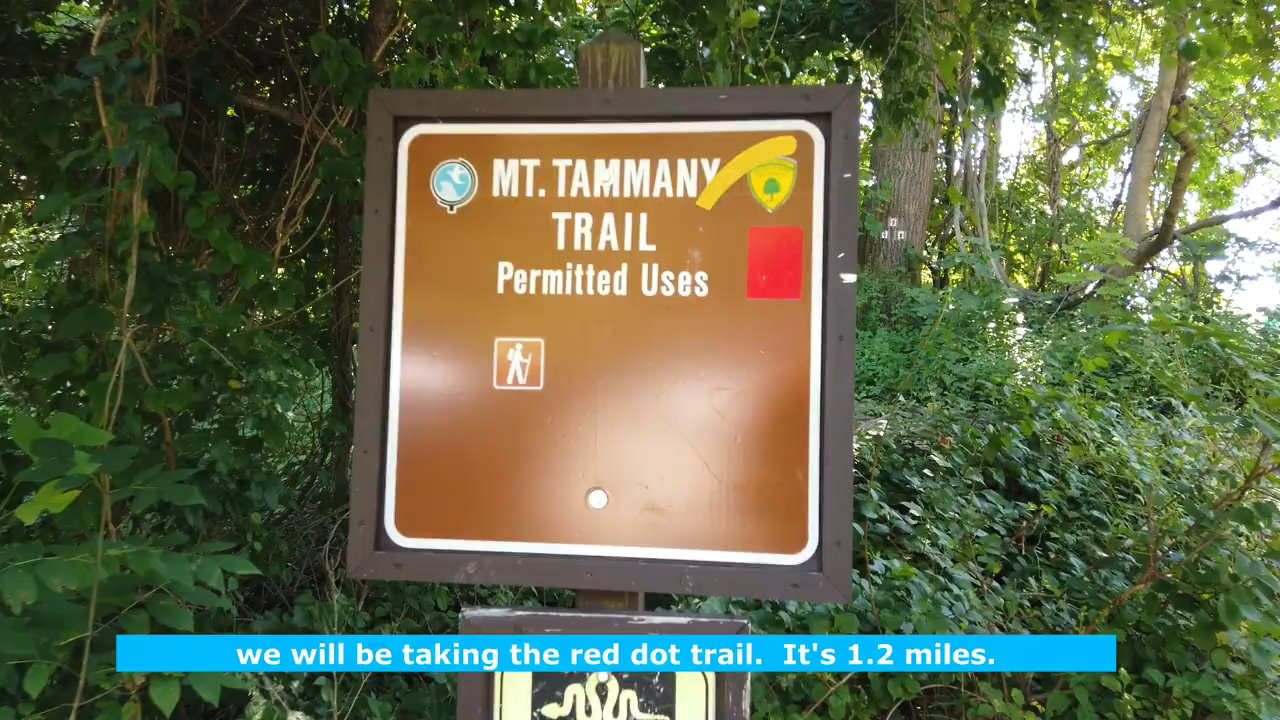 MT. TAMMANY
TRAIL
Permitted Uses
we will be taking the red dot trail.  It's 1.2 miles.